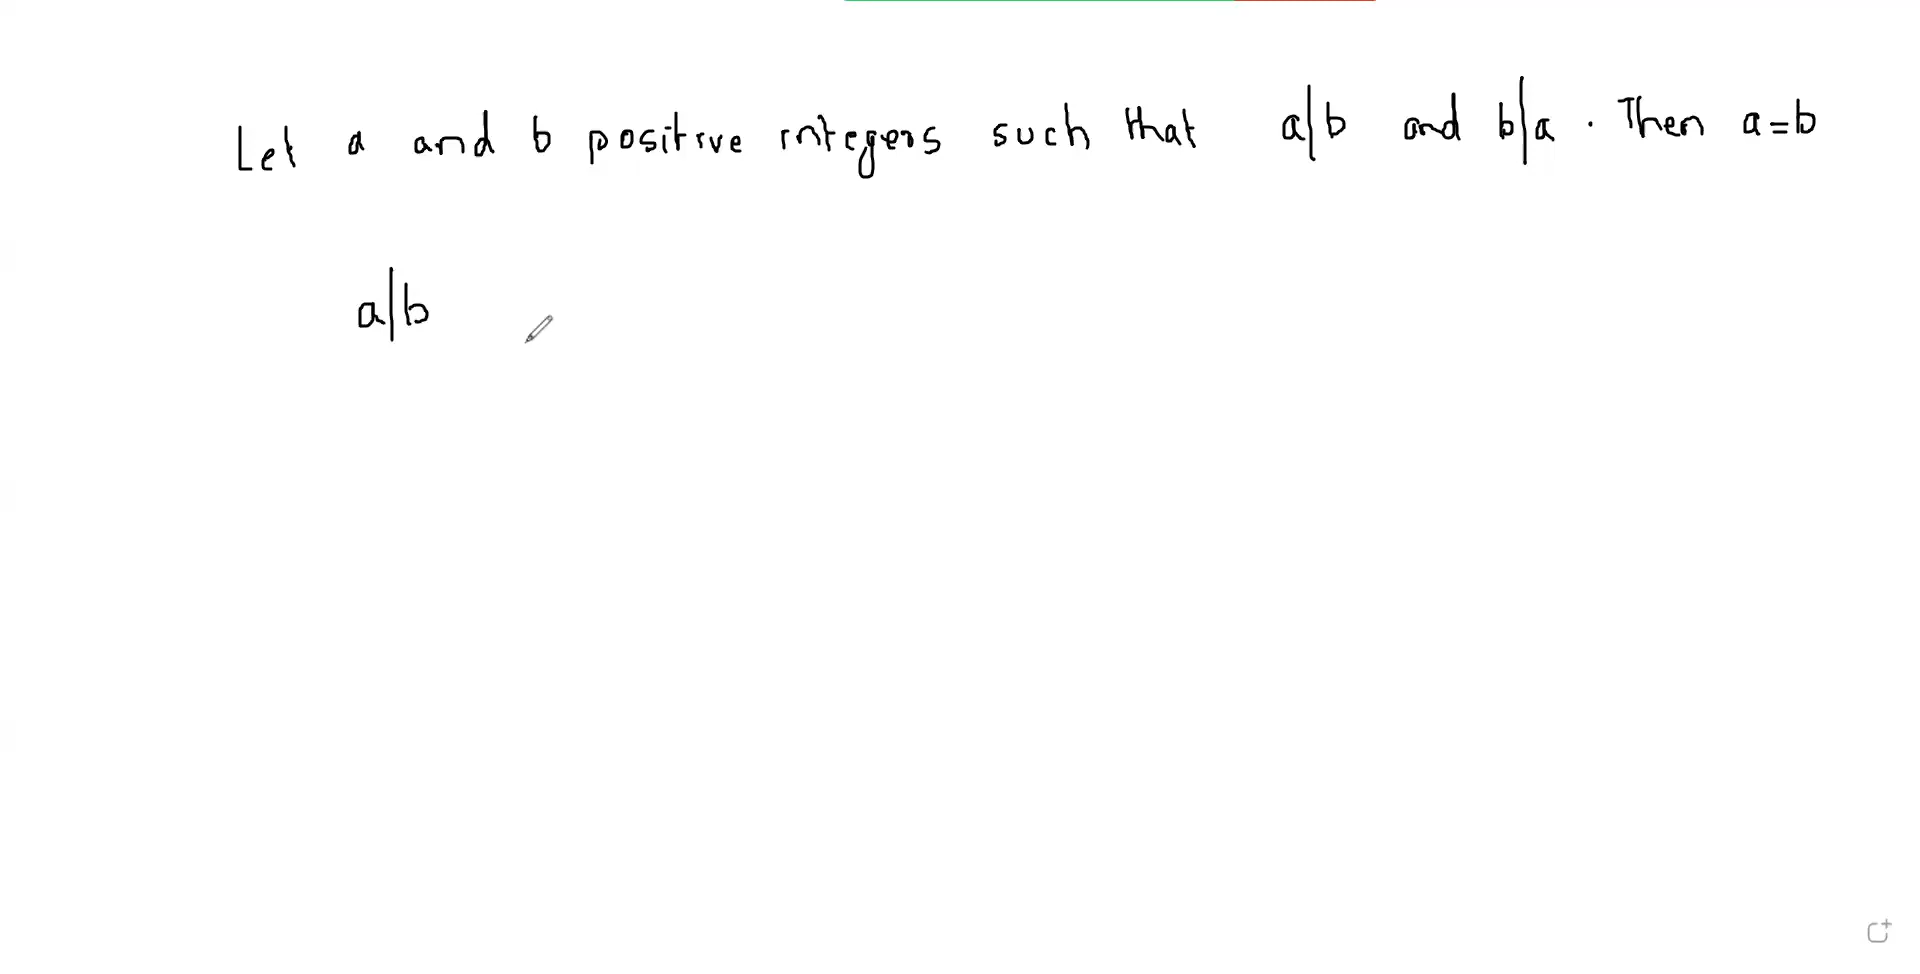 Let a and b positive integers such that a|b and b|a. Then a=b
a|b